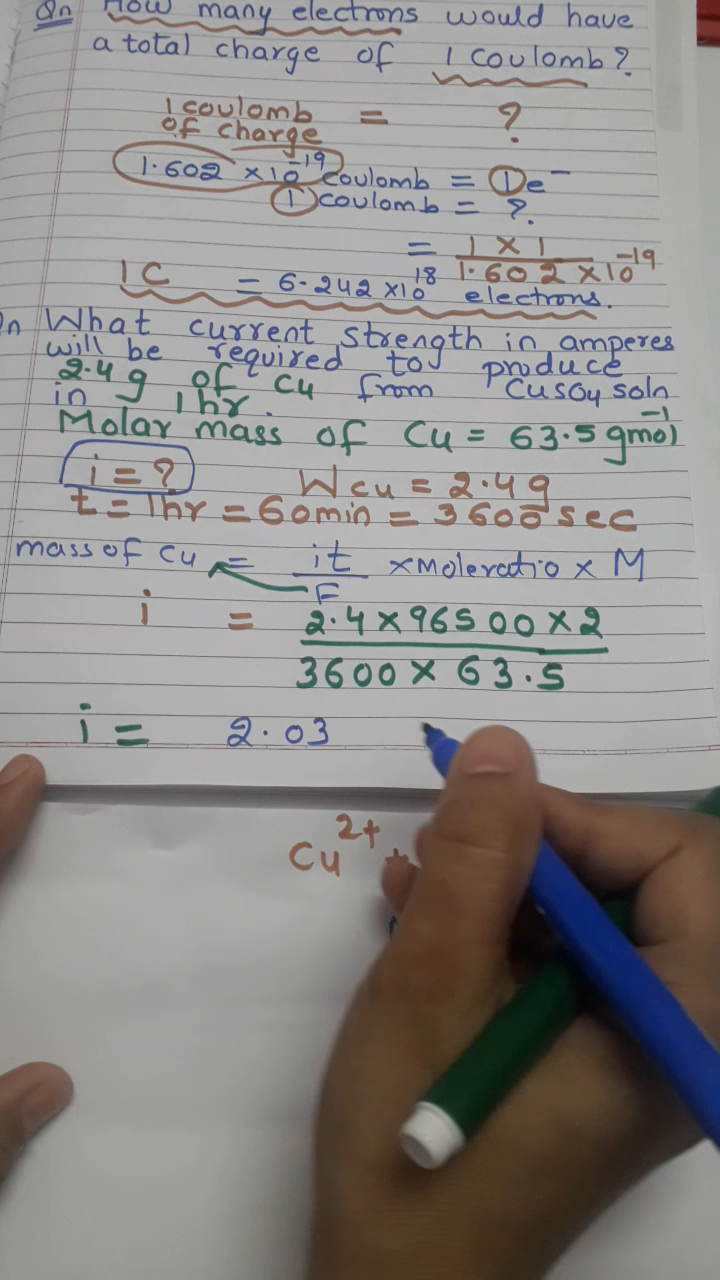 Qn How many electrons would have
a total charge of 1 Coulomb?
1 coulomb
of charge = ?
1.602 × 10⁻¹⁹ coulomb = 1 e⁻
1 coulomb = ?
= 1 × 1 / 1.602 × 10⁻¹⁹
1C = 6.242 × 10¹⁸ electrons.
n What current strength in amperes
will be required to produce
2.4 g of Cu from CuSO4 soln
in 1 hr.
Molar mass of Cu = 63.5 gmol⁻¹
i = ? Wcu = 2.4 g
t = 1hr = 60min = 3600 sec
mass of Cu = it / F × Mole ratio × M
i = 2.4 × 96500 × 2 / 3600 × 63.5
i = 2.03
Cu²⁺ +